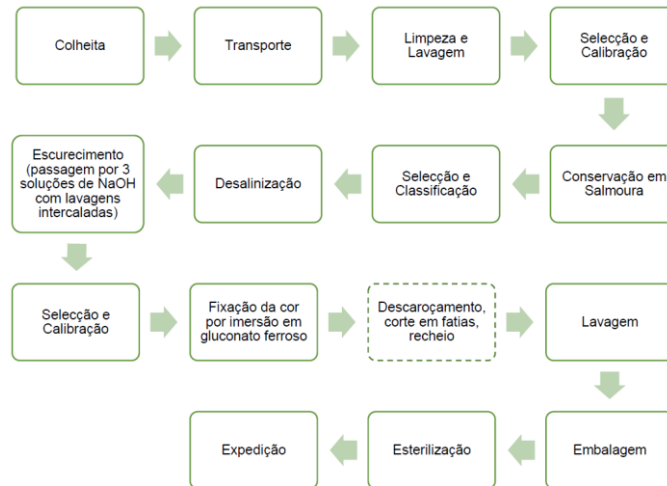 Colheita
Transporte
Limpeza e
Lavagem
Selecção e
Calibração
Conservação em
Salmoura
Selecção e
Classificação
Desalinização
Escurecimento
(passagem por 3
soluções de NaOH
com lavagens
intercaladas)
Selecção e
Calibração
Fixação da cor
por imersão em
gluconato ferroso
Descaroçamento,
corte em fatias,
recheio
Lavagem
Embalagem
Esterilização
Expedição